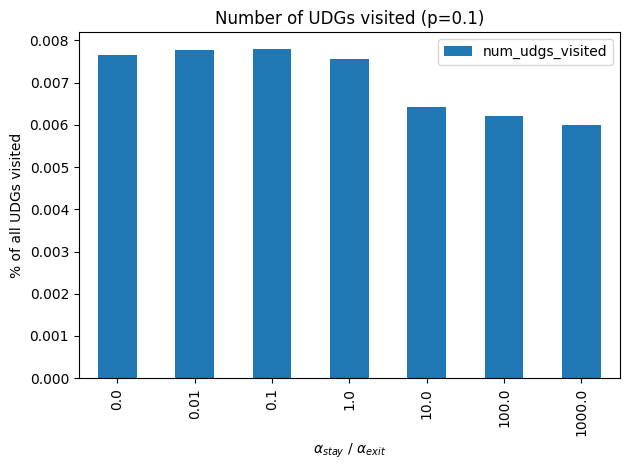 Number of UDGs visited (p=0.1)
num_udgs_visited
% of all UDGs visited
0.008
0.007
0.006
0.005
0.004
0.003
0.002
0.001
0.000
0.0 0.01 0.1 1.0 10.0 100.0 1000.0
α_stay / α_exit